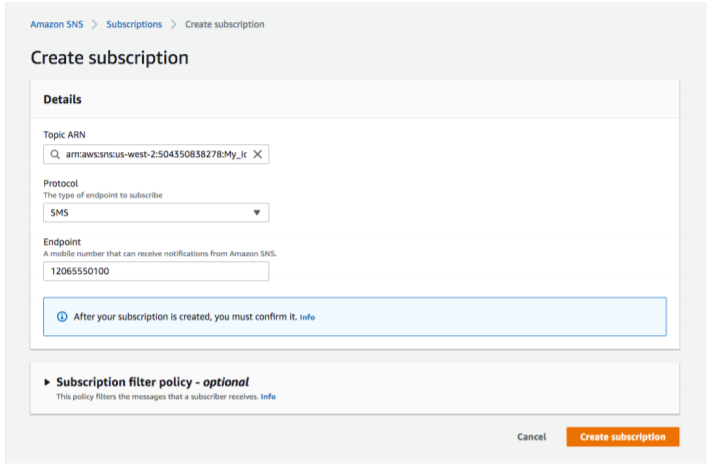 Amazon SNS > Subscriptions > Create subscription
Create subscription
Details
Topic ARN
arn:aws:sns:us-west-2:504350838278:My_Ic
Protocol
The type of endpoint to subscribe
SMS
Endpoint
A mobile number that can receive notifications from Amazon SNS.
12065550100
After your subscription is created, you must confirm it. Info
Subscription filter policy - optional
This policy filters the messages that a subscriber receives. Info
Cancel Create subscription